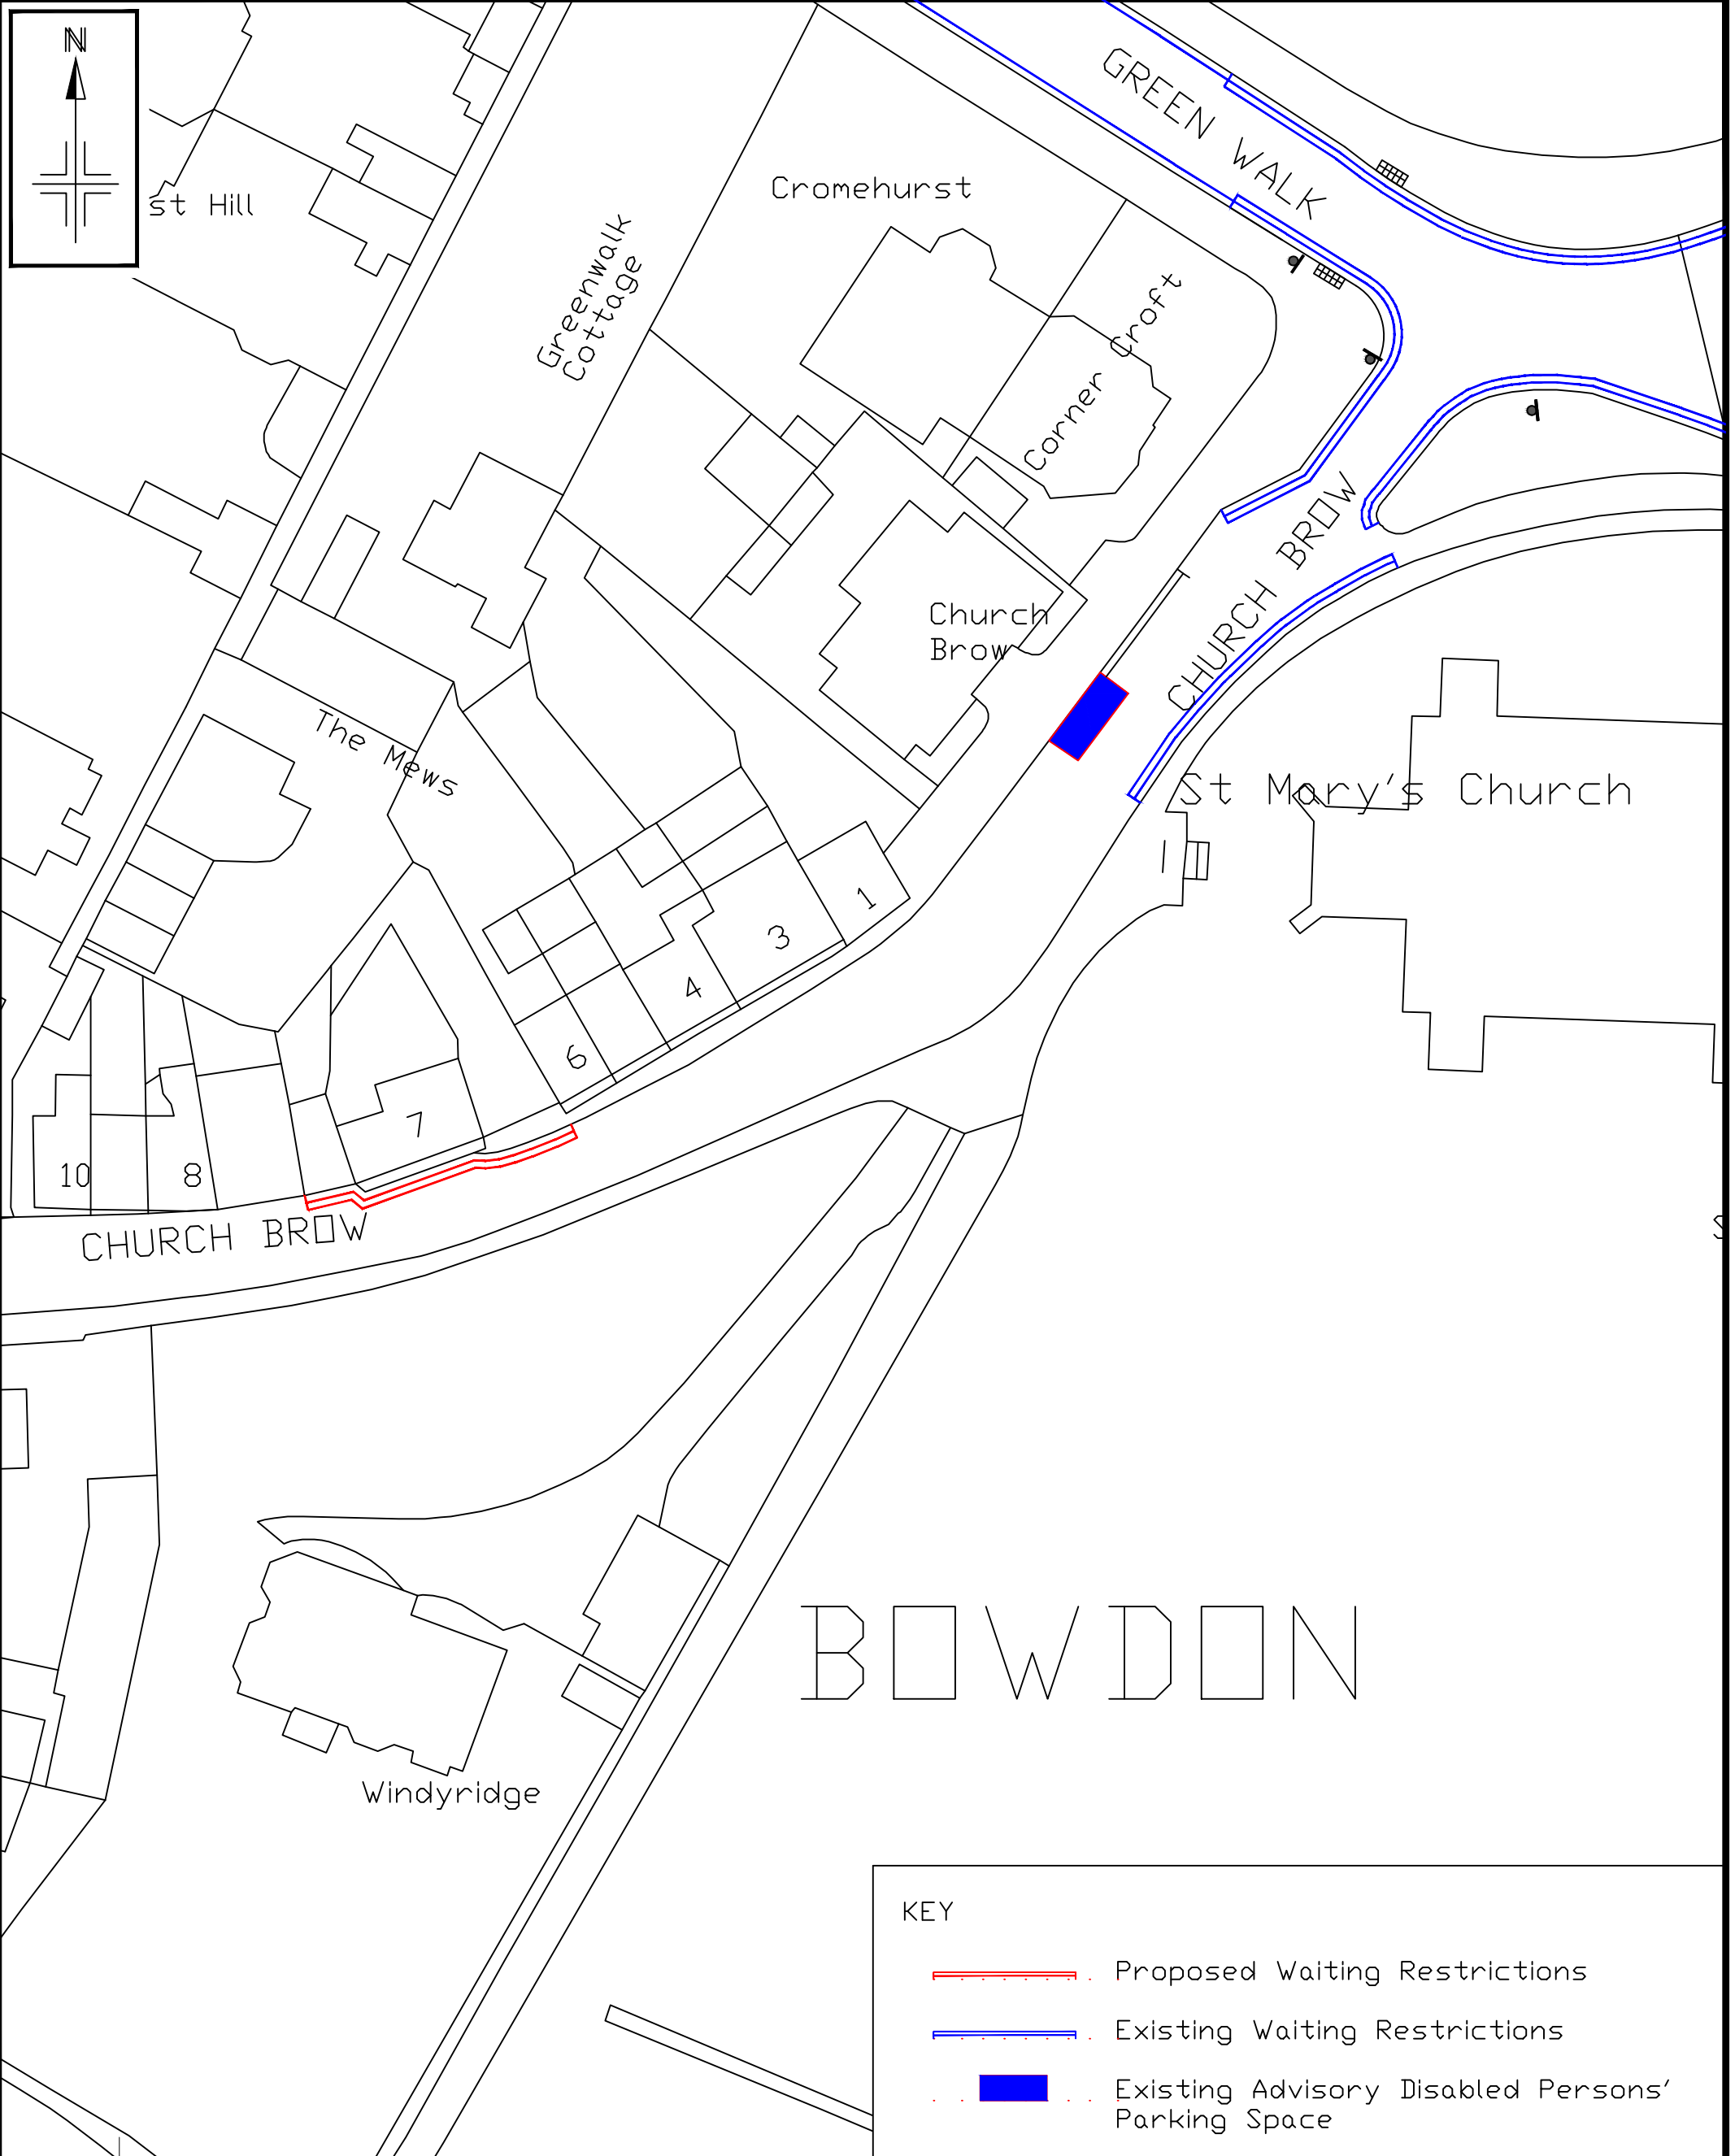 N
GREEN WALK
st Hill
Cromehurst
Greenwalk
Cottage
Corner Croft
CHURCH BROW
Church
Brow
The Mews
St Mary's Church
1
3
4
6
7
8
10
CHURCH BROW
S
BOWDON
Windyridge
KEY
Proposed Waiting Restrictions
Existing Waiting Restrictions
Existing Advisory Disabled Persons'
Parking Space